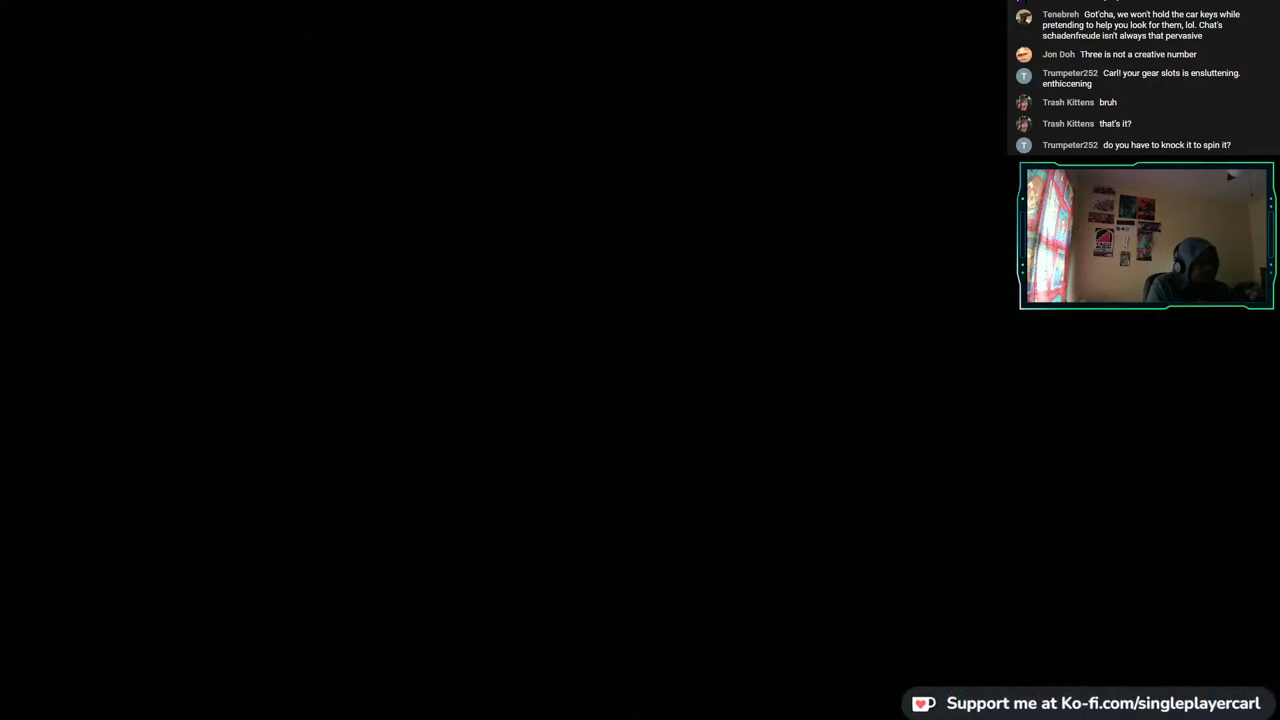 Tenebreh Got'cha, we won't hold the car keys while
pretending to help you look for them, lol. Chat's
schadenfreude isn't always that pervasive
Jon Doh Three is not a creative number
Trumpeter252 Carl! your gear slots is ensluttening.
enthiccening
Trash Kittens bruh
Trash Kittens that's it?
T Trumpeter252 do you have to knock it to spin it?
Support me at Ko-fi.com/singleplayercarl